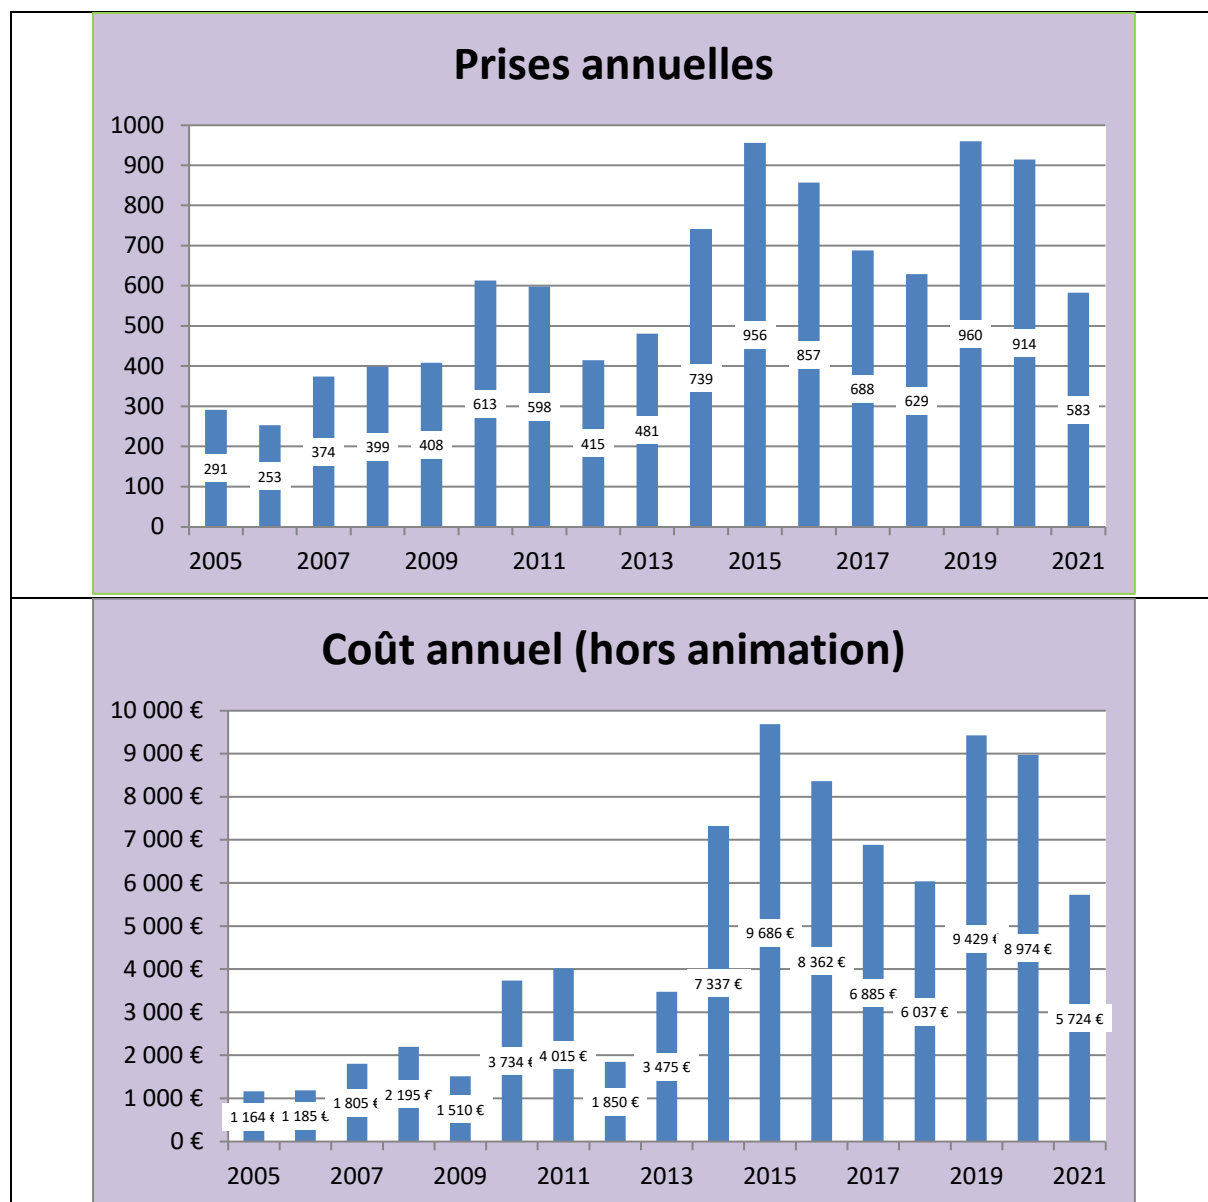 Prises annuelles
1000
900
800
700
600
500
400
300
200
100
0
291 253 374 399 408 613 598 415 481 739 956 857 688 629 960 914 583
2005 2007 2009 2011 2013 2015 2017 2019 2021
Coût annuel (hors animation)
10 000 €
9 000 €
8 000 €
7 000 €
6 000 €
5 000 €
4 000 €
3 000 €
2 000 €
1 000 €
0 €
1 164 € 1 185 € 1 805 € 2 195 € 1 510 € 3 734 € 4 015 € 1 850 € 3 475 € 7 337 € 9 686 € 8 362 € 6 885 € 6 037 € 9 429 € 8 974 € 5 724 €
2005 2007 2009 2011 2013 2015 2017 2019 2021